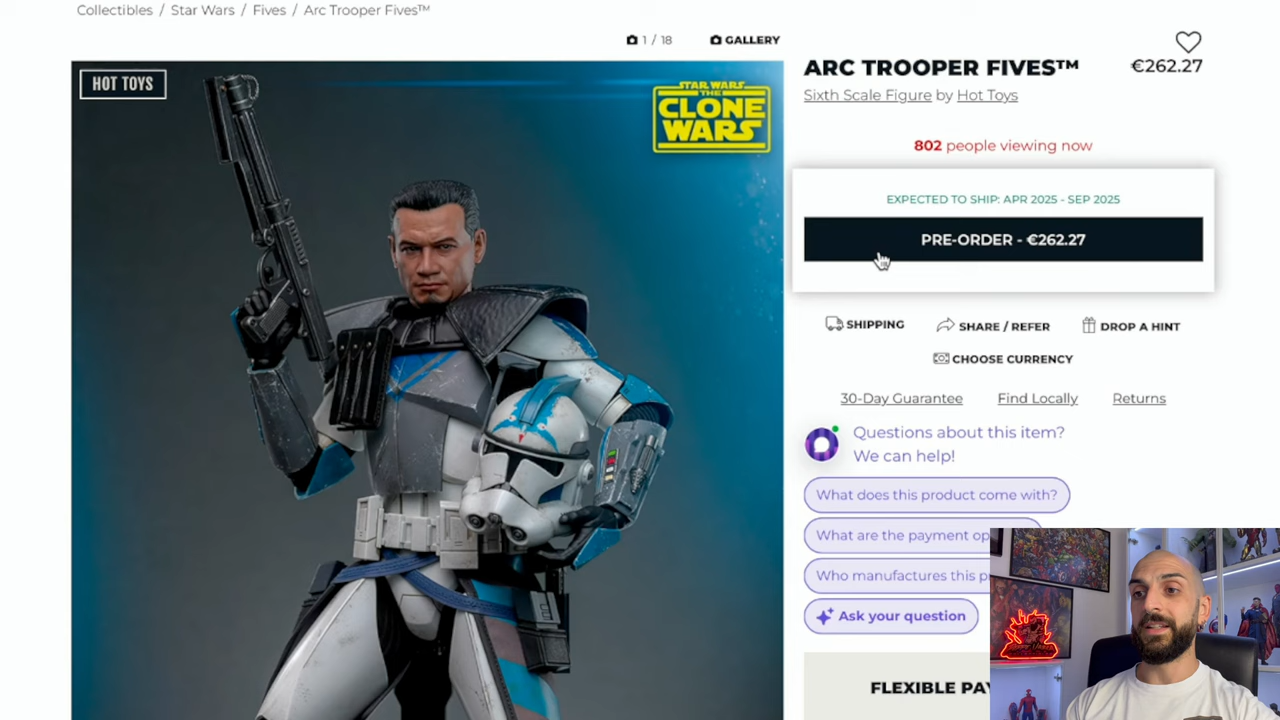 Collectibles / Star Wars / Fives / Arc Trooper Fives™
1 / 18
GALLERY
HOT TOYS
STAR WARS
THE
CLONE
WARS
ARC TROOPER FIVES™
€262.27
Sixth Scale Figure by Hot Toys
802 people viewing now
EXPECTED TO SHIP: APR 2025 - SEP 2025
PRE-ORDER - €262.27
SHIPPING
SHARE / REFER
DROP A HINT
CHOOSE CURRENCY
30-Day Guarantee
Find Locally
Returns
Questions about this item?
We can help!
What does this product come with?
What are the payment op
Who manufactures this p
Ask your question
FLEXIBLE PAY